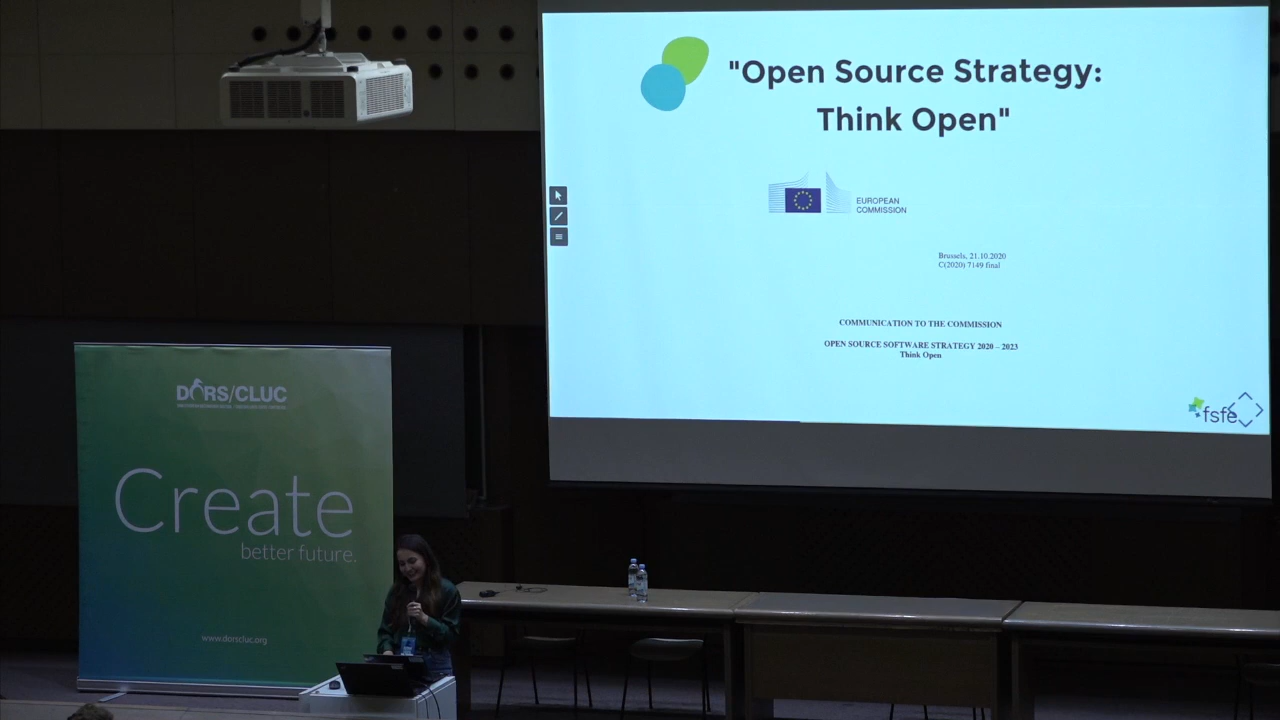 "Open Source Strategy:
Think Open"
EUROPEAN
COMMISSION
Brussels, 21.10.2020
C(2020) 7149 final
COMMUNICATION TO THE COMMISSION
OPEN SOURCE SOFTWARE STRATEGY 2020 – 2023
Think Open
fsfe
DORS/CLUC
Create
better future.
www.dorscluc.org